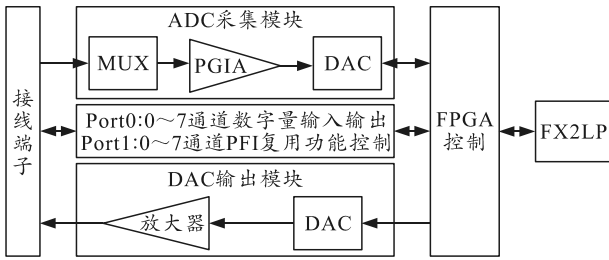 ADC采集模块
MUX
PGIA
DAC
接线端子
Port0:0～7通道数字量输入输出
Port1:0～7通道PFI复用功能控制
FPGA
控制
FX2LP
DAC输出模块
放大器
DAC